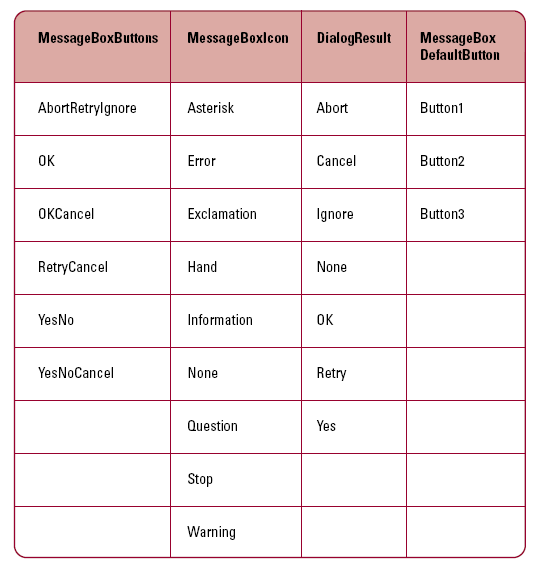 MessageBoxButtons MessageBoxIcon DialogResult MessageBox
DefaultButton
AbortRetryIgnore Asterisk Abort Button1
OK Error Cancel Button2
OKCancel Exclamation Ignore Button3
RetryCancel Hand None
YesNo Information OK
YesNoCancel None Retry
Question Yes
Stop
Warning